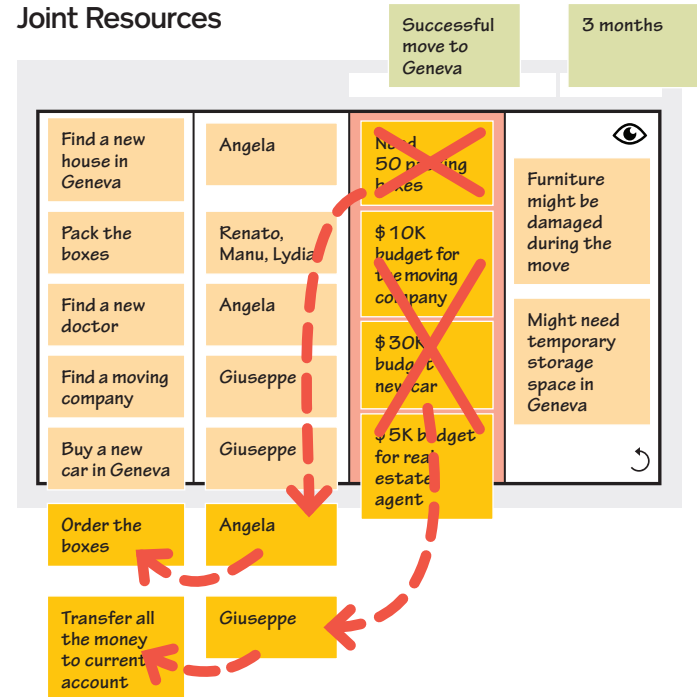 Joint Resources
Successful
move to
Geneva
3 months
Find a new
house in
Geneva
Angela
Need
50 packing
boxes
Furniture
might be
damaged
during the
move
Pack the
boxes
Renato,
Manu, Lydia
$10K
budget for
the moving
company
Find a new
doctor
Angela
$30K
budget
new car
Might need
temporary
storage
space in
Geneva
Find a moving
company
Giuseppe
Buy a new
car in Geneva
Giuseppe
$5K budget
for real
estate
agent
Order the
boxes
Angela
Transfer all
the money
to current
account
Giuseppe